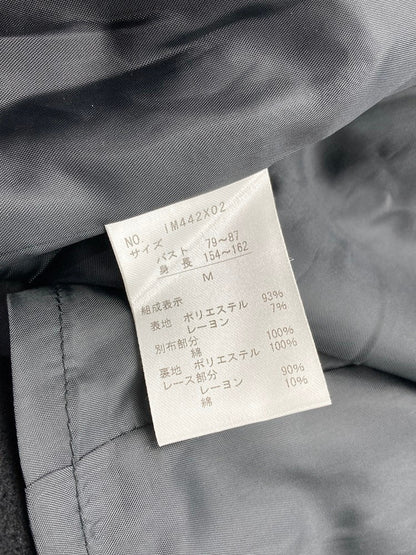 NO. IM442X02
サイズ
バスト 79〜87
身長 154〜162
M
組成表示
表地 ポリエステル 93%
レーヨン 7%
別布部分
綿 100%
裏地 ポリエステル 100%
レース部分
レーヨン 90%
綿 10%